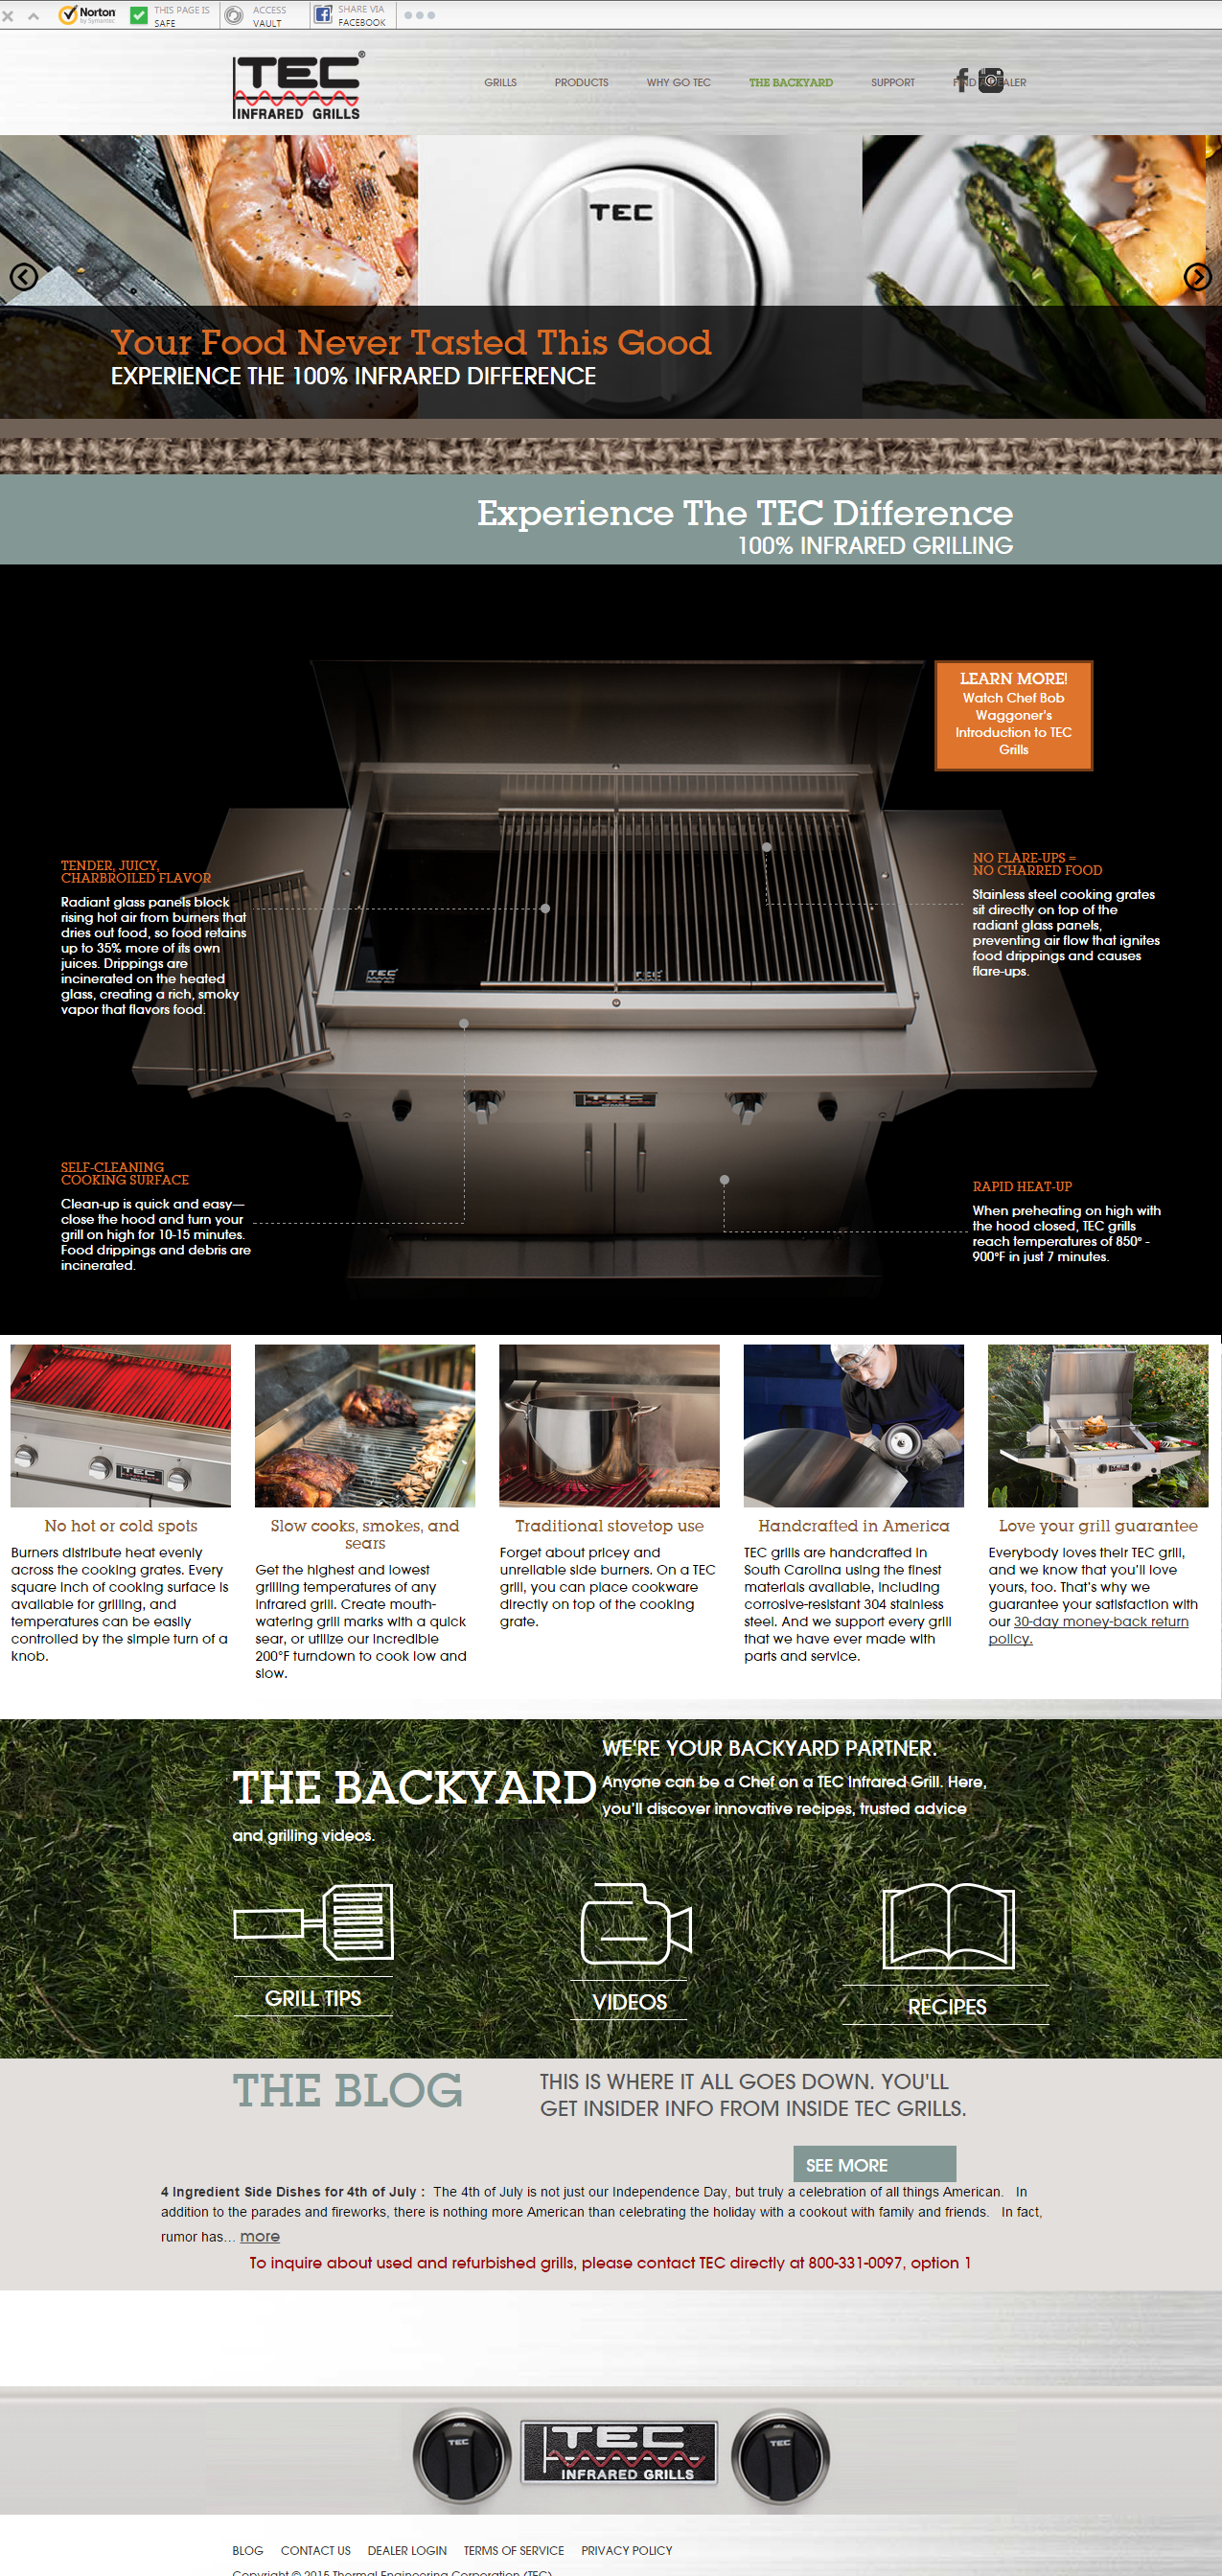 Norton
by Symantec
THIS PAGE IS
SAFE
ACCESS
VAULT
SHARE VIA
FACEBOOK
TEC®
INFRARED GRILLS
GRILLS PRODUCTS WHY GO TEC THE BACKYARD SUPPORT FIND A DEALER
TEC
Your Food Never Tasted This Good
EXPERIENCE THE 100% INFRARED DIFFERENCE
Experience The TEC Difference
100% INFRARED GRILLING
LEARN MORE!
Watch Chef Bob
Waggoner's
Introduction to TEC
Grills
TENDER, JUICY,
CHARBROILED FLAVOR
Radiant glass panels block
rising hot air from burners that
dries out food, so food retains
up to 35% more of its own
juices. Drippings are
incinerated on the heated
glass, creating a rich, smoky
vapor that flavors food.
NO FLARE-UPS =
NO CHARRED FOOD
Stainless steel cooking grates
sit directly on top of the
radiant glass panels,
preventing air flow that ignites
food drippings and causes
flare-ups.
TEC
TEC
TEC
SELF-CLEANING
COOKING SURFACE
Clean-up is quick and easy—
close the hood and turn your
grill on high for 10-15 minutes.
Food drippings and debris are
incinerated.
RAPID HEAT-UP
When preheating on high with
the hood closed, TEC grills
reach temperatures of 850° -
900°F in just 7 minutes.
TEC
No hot or cold spots
Burners distribute heat evenly
across the cooking grates. Every
square inch of cooking surface is
available for grilling, and
temperatures can be easily
controlled by the simple turn of a
knob.
Slow cooks, smokes, and
sears
Get the highest and lowest
grilling temperatures of any
infrared grill. Create mouth-
watering grill marks with a quick
sear, or utilize our incredible
200°F turndown to cook low and
slow.
Traditional stovetop use
Forget about pricey and
unreliable side burners. On a TEC
grill, you can place cookware
directly on top of the cooking
grate.
Handcrafted in America
TEC grills are handcrafted in
South Carolina using the finest
materials available, including
corrosive-resistant 304 stainless
steel. And we support every grill
that we have ever made with
parts and service.
Love your grill guarantee
Everybody loves their TEC grill,
and we know that you'll love
yours, too. That's why we
guarantee your satisfaction with
our 30-day money-back return
policy.
WE'RE YOUR BACKYARD PARTNER.
THE BACKYARD Anyone can be a Chef on a TEC Infrared Grill. Here,
you'll discover innovative recipes, trusted advice
and grilling videos.
GRILL TIPS
VIDEOS
RECIPES
THE BLOG
THIS IS WHERE IT ALL GOES DOWN. YOU'LL
GET INSIDER INFO FROM INSIDE TEC GRILLS.
SEE MORE
4 Ingredient Side Dishes for 4th of July : The 4th of July is not just our Independence Day, but truly a celebration of all things American. In
addition to the parades and fireworks, there is nothing more American than celebrating the holiday with a cookout with family and friends. In fact,
rumor has... more
To inquire about used and refurbished grills, please contact TEC directly at 800-331-0097, option 1
TEC
TEC
INFRARED GRILLS
TEC
BLOG CONTACT US DEALER LOGIN TERMS OF SERVICE PRIVACY POLICY
Copyright © 2015 Thermal Engineering Corporation (TEC)